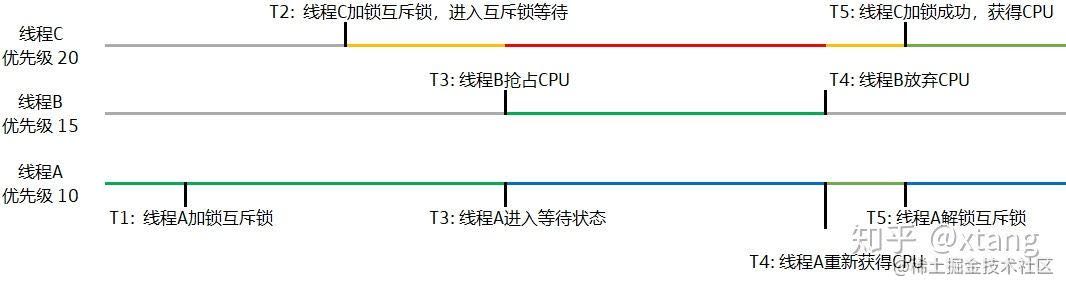 T2：线程C加锁互斥锁，进入互斥锁等待
T5：线程C加锁成功，获得CPU
线程C
优先级 20
T3: 线程B抢占CPU
T4: 线程B放弃CPU
线程B
优先级 15
线程A
优先级 10
T1：线程A加锁互斥锁
T3: 线程A进入等待状态
T5: 线程A解锁互斥锁
知乎 @xtang
T4: 线程A重新获得CPU
@稀土掘金技术社区